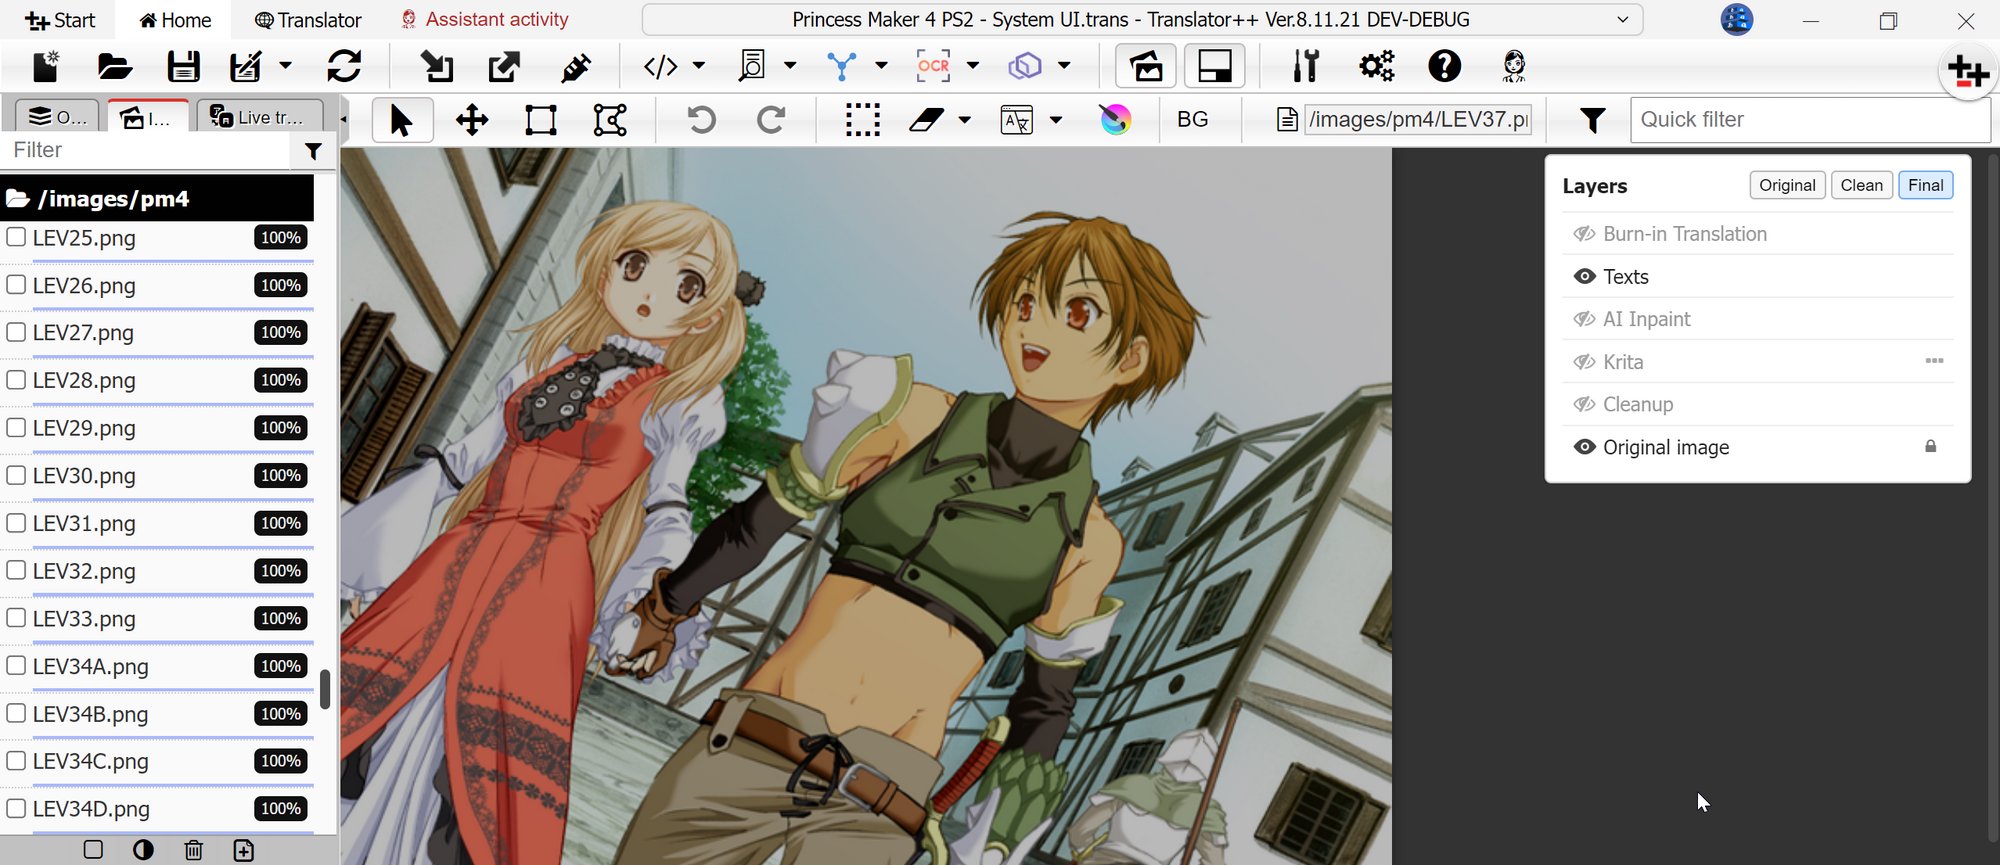 Start
Home
Translator
Assistant activity
Princess Maker 4 PS2 - System UI.trans - Translator++ Ver.8.11.21 DEV-DEBUG
OCR
O...
I...
Live tr...
BG
/images/pm4/LEV37.p
Quick filter
Filter
/images/pm4
LEV25.png 100%
LEV26.png 100%
LEV27.png 100%
LEV28.png 100%
LEV29.png 100%
LEV30.png 100%
LEV31.png 100%
LEV32.png 100%
LEV33.png 100%
LEV34A.png 100%
LEV34B.png 100%
LEV34C.png 100%
LEV34D.png 100%
Layers
Original
Clean
Final
Burn-in Translation
Texts
AI Inpaint
Krita
Cleanup
Original image